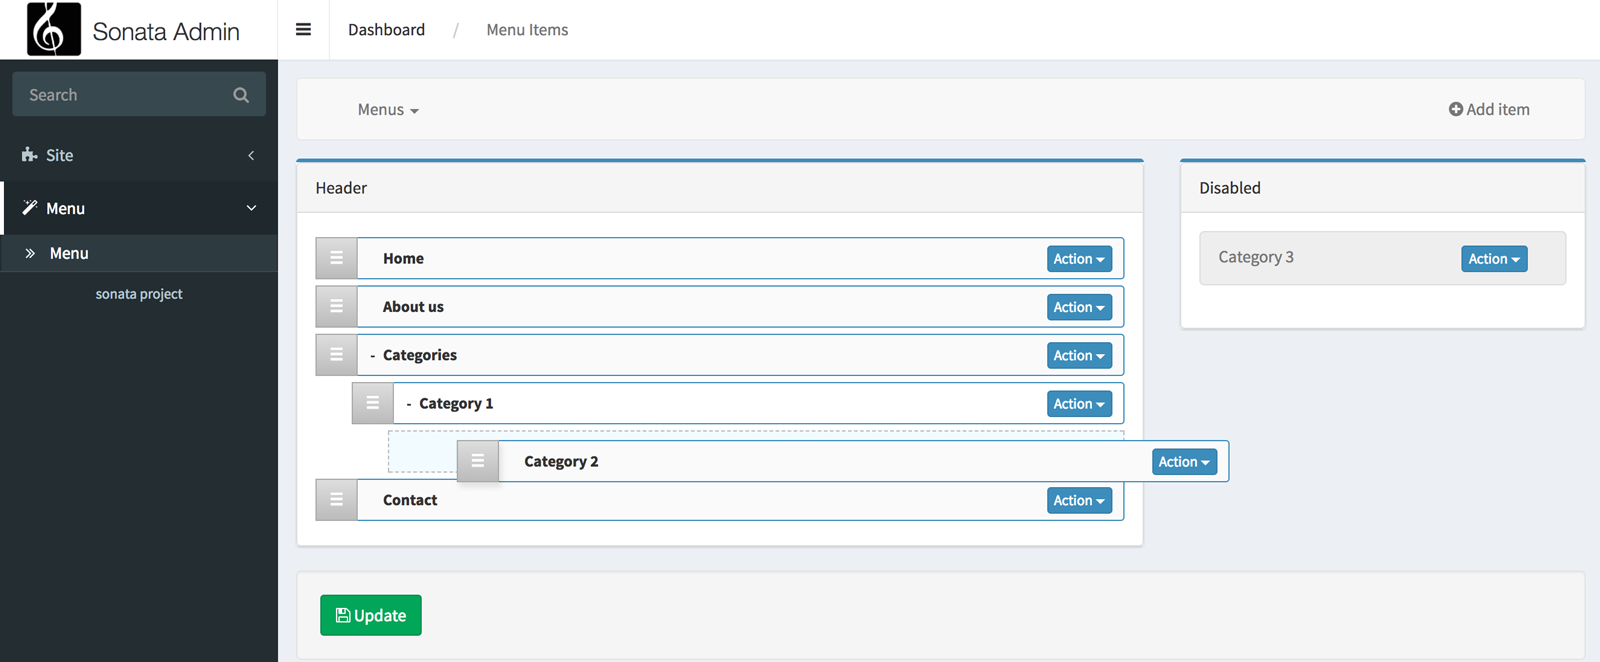 Sonata Admin
Dashboard / Menu Items
Search
Site
Menu
Menu
sonata project
Menus
Add item
Header
Home Action
About us Action
- Categories Action
- Category 1 Action
Category 2 Action
Contact Action
Disabled
Category 3 Action
Update